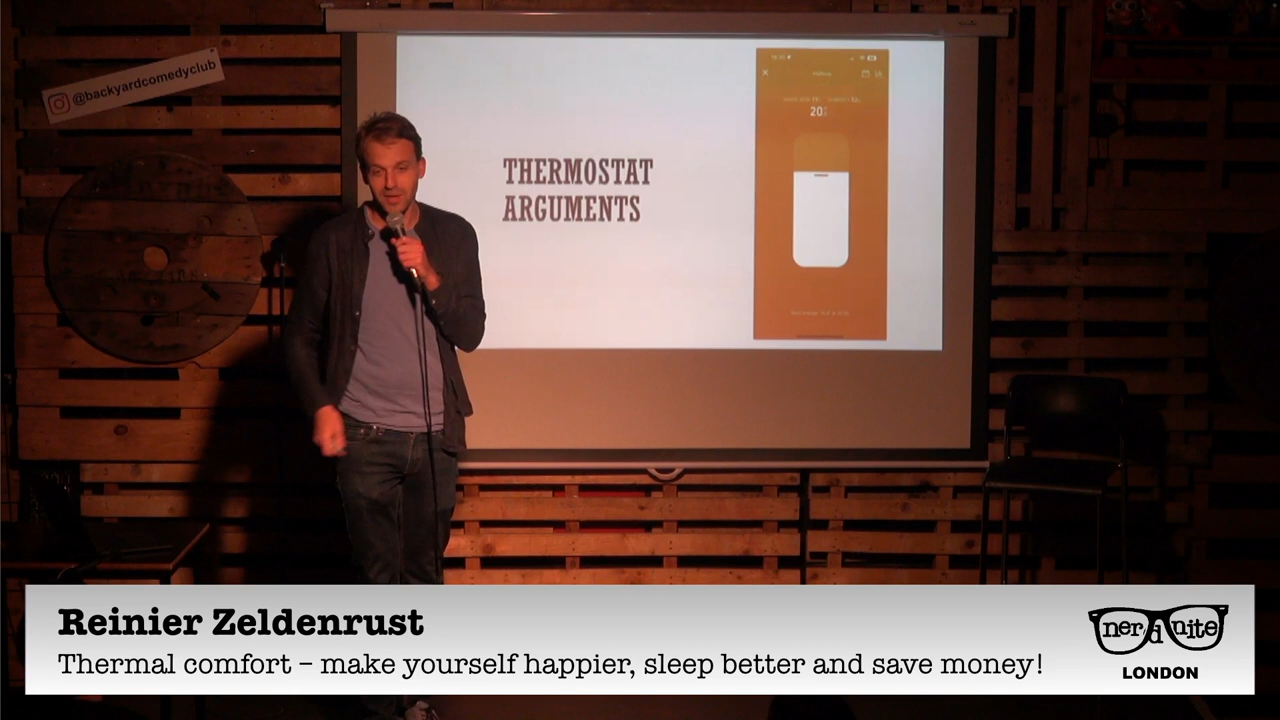 @backyardcomedyclub
THERMOSTAT
ARGUMENTS
20
Reinier Zeldenrust
Thermal comfort – make yourself happier, sleep better and save money!
nerd nite
LONDON